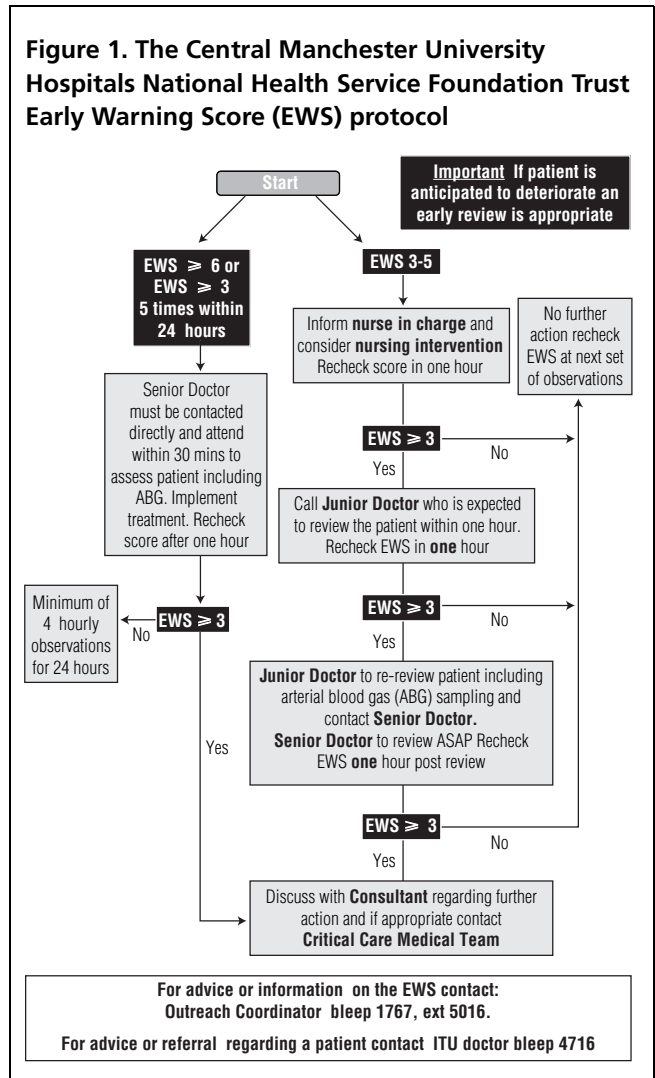 Figure 1. The Central Manchester University
Hospitals National Health Service Foundation Trust
Early Warning Score (EWS) protocol
Start
Important If patient is
anticipated to deteriorate an
early review is appropriate
EWS ⩾ 6 or
EWS ⩾ 3
5 times within
24 hours
EWS 3-5
Inform nurse in charge and
consider nursing intervention
Recheck score in one hour
No further
action recheck
EWS at next set
of observations
Senior Doctor
must be contacted
directly and attend
within 30 mins to
assess patient including
ABG. Implement
treatment. Recheck
score after one hour
EWS ⩾ 3
No
Yes
Call Junior Doctor who is expected
to review the patient within one hour.
Recheck EWS in one hour
Minimum of
4 hourly
observations
for 24 hours
No
EWS ⩾ 3
EWS ⩾ 3
No
Yes
Junior Doctor to re-review patient including
arterial blood gas (ABG) sampling and
contact Senior Doctor.
Senior Doctor to review ASAP Recheck
EWS one hour post review
Yes
EWS ⩾ 3
No
Yes
Discuss with Consultant regarding further
action and if appropriate contact
Critical Care Medical Team
For advice or information on the EWS contact:
Outreach Coordinator bleep 1767, ext 5016.
For advice or referral regarding a patient contact ITU doctor bleep 4716